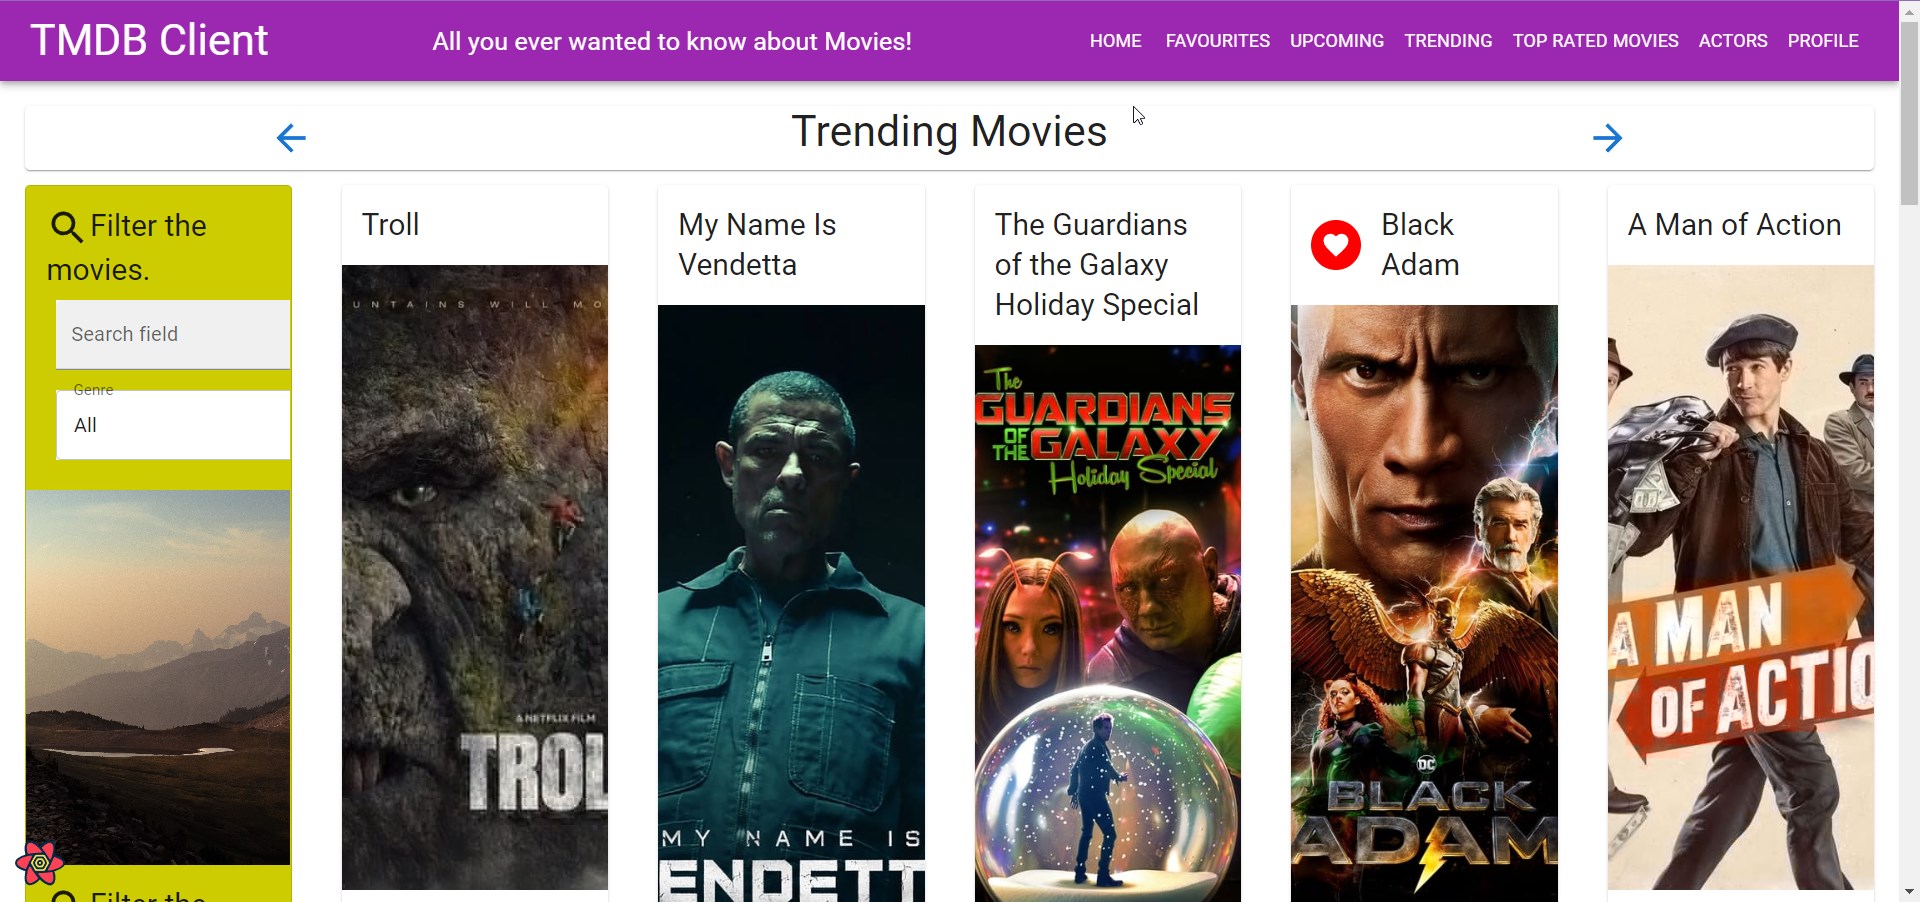 TMDB Client
All you ever wanted to know about Movies!
HOME FAVOURITES UPCOMING TRENDING TOP RATED MOVIES ACTORS PROFILE
Trending Movies
Filter the
movies.
Search field
Genre
All
Filter the
Troll
UNTAINS WILL MO
A NETFLIX FILM
TROL
My Name Is
Vendetta
MY NAME IS
ENDETT
The Guardians
of the Galaxy
Holiday Special
The
GUARDIANS
OF
THE
GALAXY
Holiday Special
Black
Adam
DC
BLACK
ADAM
A Man of Action
A MAN
OF ACTIO